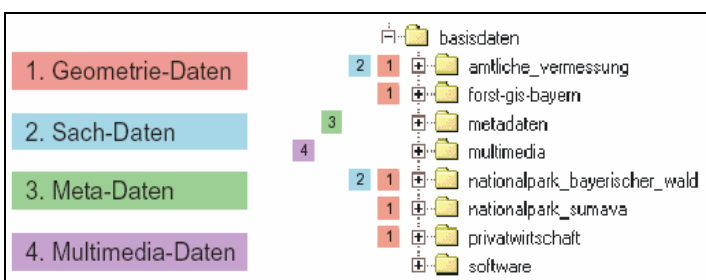 basisdaten
1. Geometrie-Daten
2 1 amtliche_vermessung
1 forst-gis-bayern
2. Sach-Daten
3 metadaten
4 multimedia
3. Meta-Daten
2 1 nationalpark_bayerischer_wald
1 nationalpark_sumava
4. Multimedia-Daten
1 privatwirtschaft
software